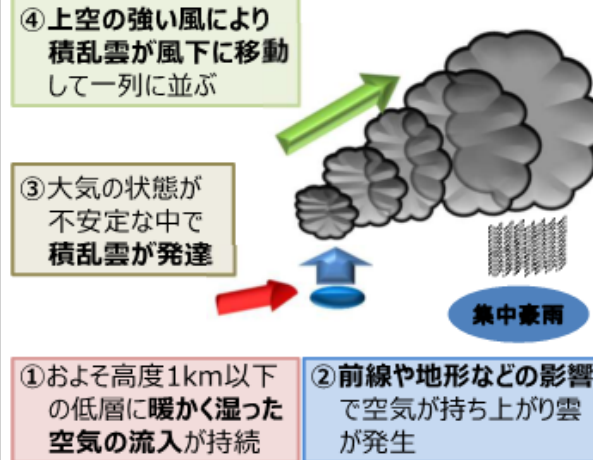 ④上空の強い風により
積乱雲が風下に移動
して一列に並ぶ
③大気の状態が
不安定な中で
積乱雲が発達
集中豪雨
①およそ高度1km以下
の低層に暖かく湿った
空気の流入が持続
②前線や地形などの影響
で空気が持ち上がり雲
が発生